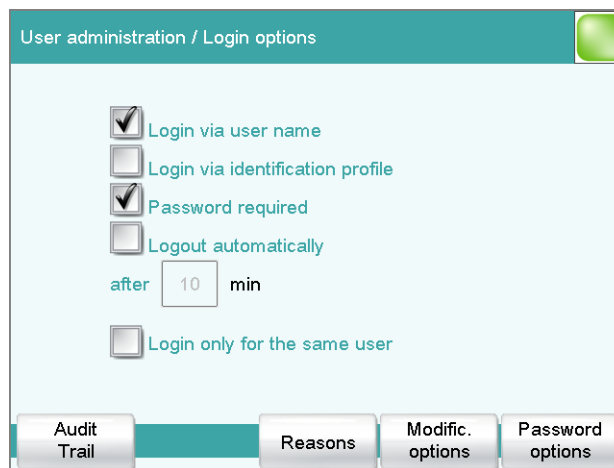 User administration / Login options
Login via user name
Login via identification profile
Password required
Logout automatically
after 10 min
Login only for the same user
Audit
Trail
Reasons
Modific.
options
Password
options